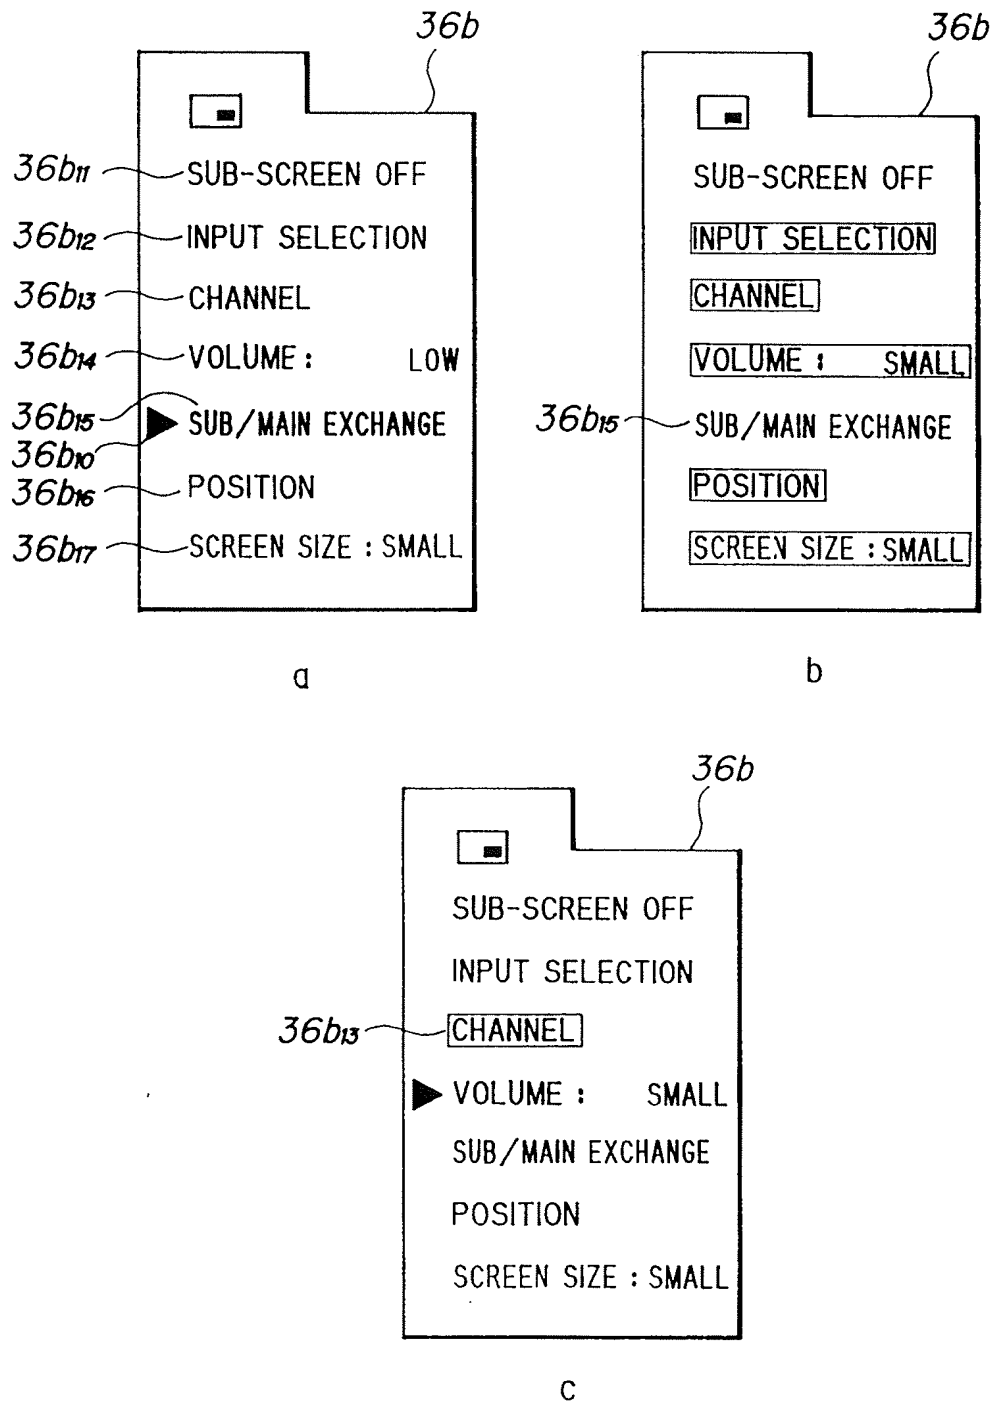 36b
36b11 SUB-SCREEN OFF
36b12 INPUT SELECTION
36b13 CHANNEL
36b14 VOLUME : LOW
36b15 SUB/MAIN EXCHANGE
36b10
36b16 POSITION
36b17 SCREEN SIZE : SMALL
a
36b
SUB-SCREEN OFF
INPUT SELECTION
CHANNEL
VOLUME : SMALL
36b15 SUB/MAIN EXCHANGE
POSITION
SCREEN SIZE : SMALL
b
36b
SUB-SCREEN OFF
INPUT SELECTION
36b13 CHANNEL
VOLUME : SMALL
SUB/MAIN EXCHANGE
POSITION
SCREEN SIZE : SMALL
c